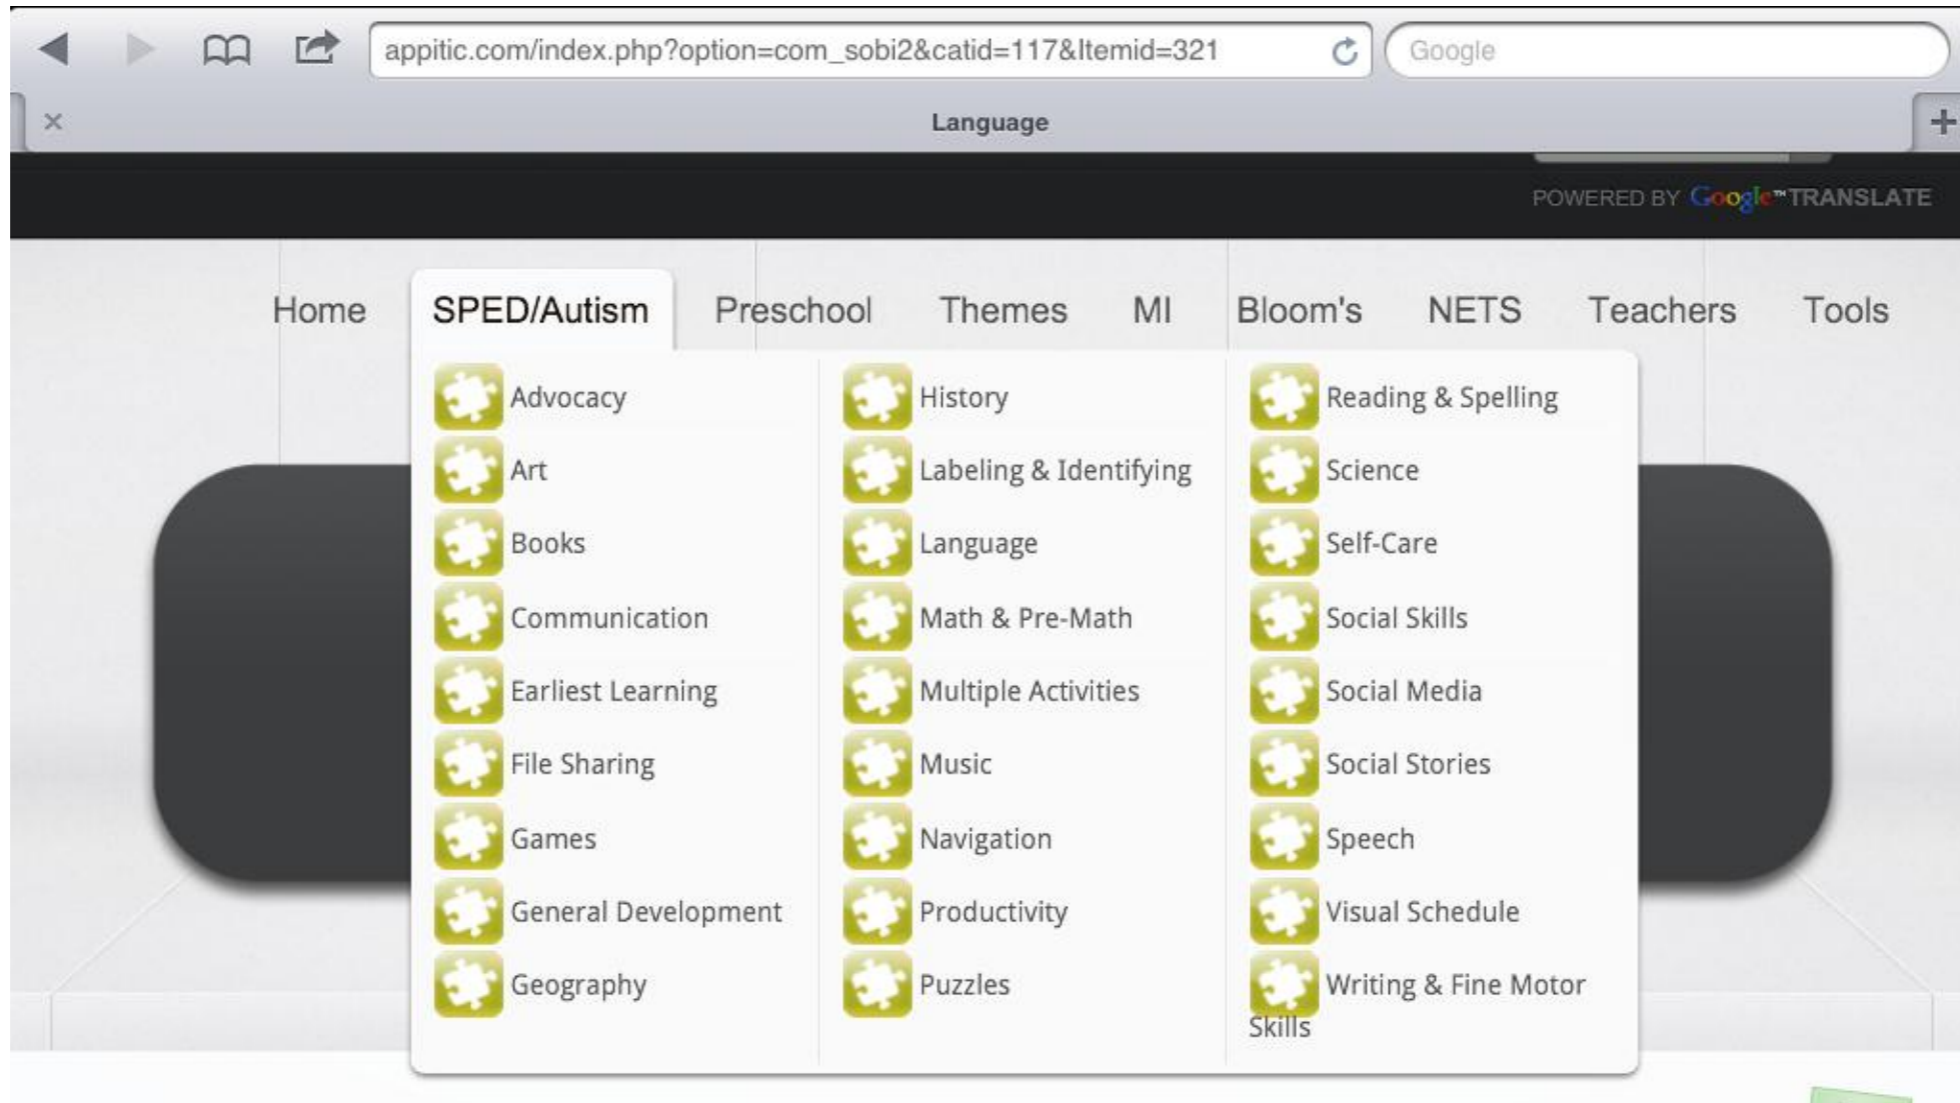 appitic.com/index.php?option=com_sobi2&catid=117&Itemid=321
Google
Language
POWERED BY Google™ TRANSLATE
Home SPED/Autism Preschool Themes MI Bloom's NETS Teachers Tools
Advocacy
Art
Books
Communication
Earliest Learning
File Sharing
Games
General Development
Geography
History
Labeling & Identifying
Language
Math & Pre-Math
Multiple Activities
Music
Navigation
Productivity
Puzzles
Reading & Spelling
Science
Self-Care
Social Skills
Social Media
Social Stories
Speech
Visual Schedule
Writing & Fine Motor
Skills